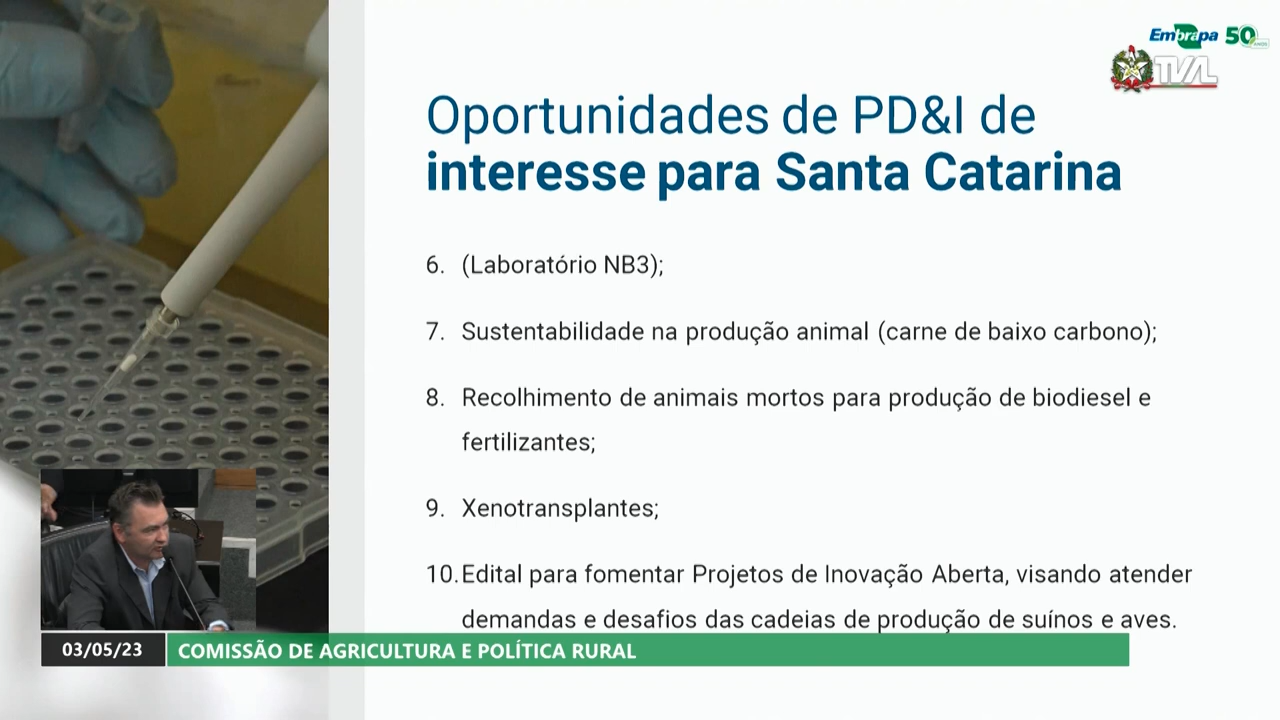 Embrapa 50
TVAL
Oportunidades de PD&I de
interesse para Santa Catarina
6. (Laboratório NB3);
7. Sustentabilidade na produção animal (carne de baixo carbono);
8. Recolhimento de animais mortos para produção de biodiesel e
fertilizantes;
9. Xenotransplantes;
10. Edital para fomentar Projetos de Inovação Aberta, visando atender
demandas e desafios das cadeias de produção de suínos e aves.
03/05/23 COMISSÃO DE AGRICULTURA E POLÍTICA RURAL